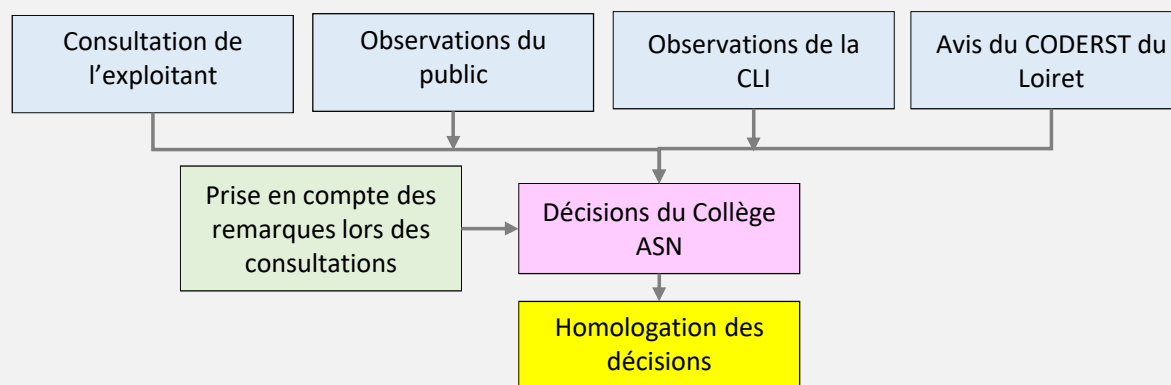 Consultation de
l'exploitant
Observations du
public
Observations de la
CLI
Avis du CODERST du
Loiret
Prise en compte des
remarques lors des
consultations
Décisions du Collège
ASN
Homologation des
décisions